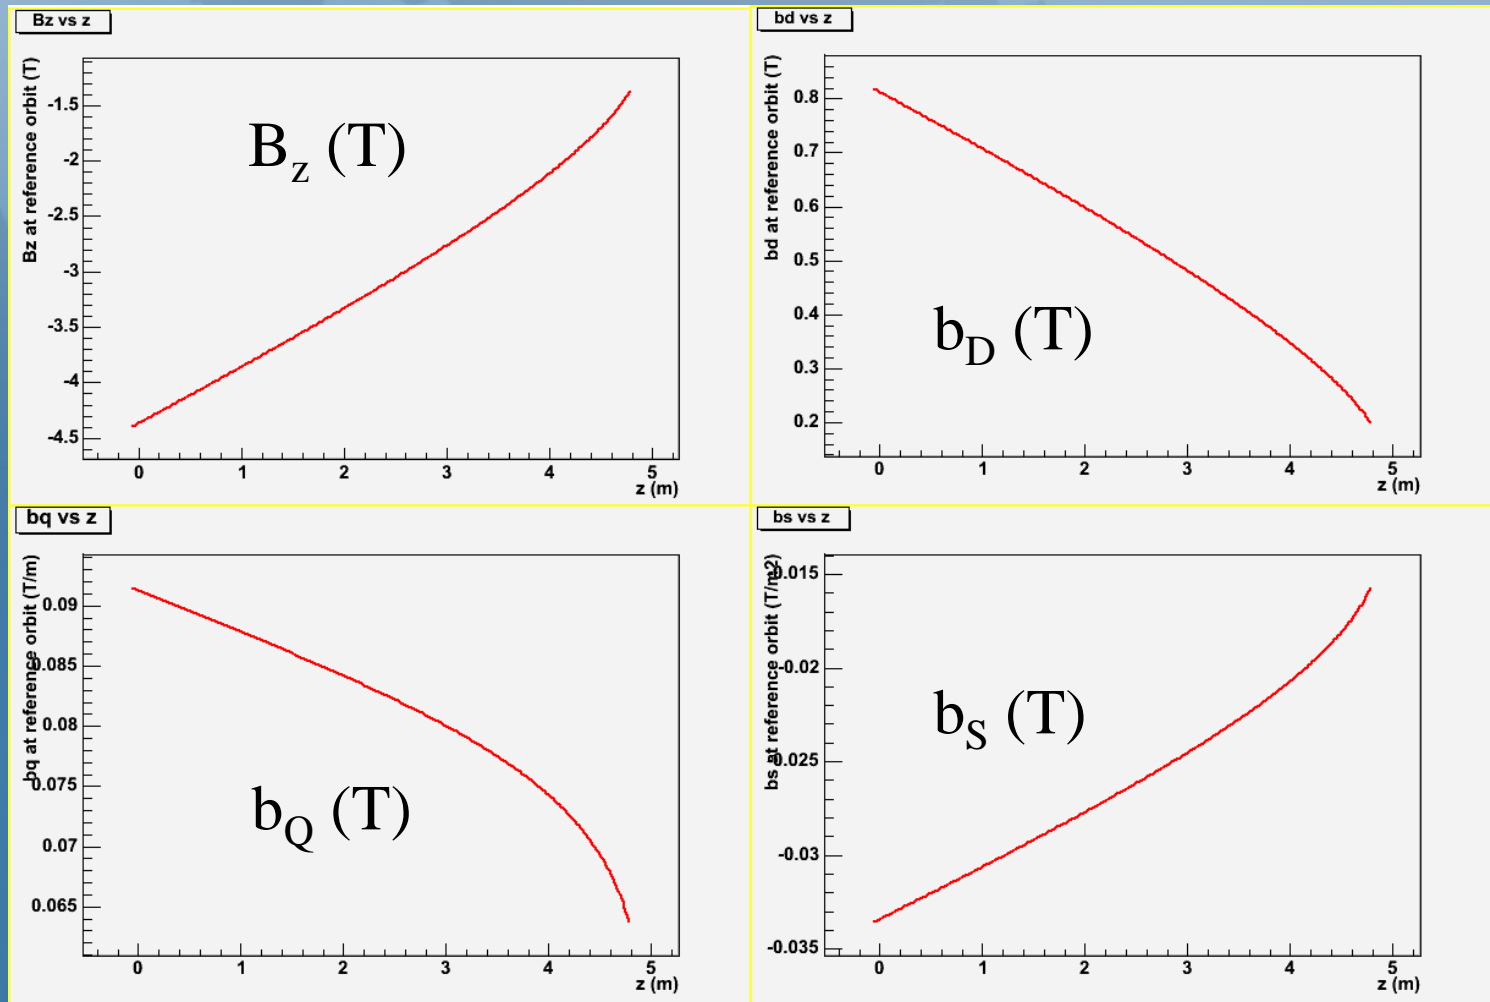 Bz vs z
Bz at reference orbit (T)
-1.5
-2
-2.5
-3
-3.5
-4
-4.5
B_z (T)
0 1 2 3 4 5
z (m)
bd vs z
bd at reference orbit (T)
0.8
0.7
0.6
0.5
0.4
0.3
0.2
b_D (T)
0 1 2 3 4 5
z (m)
bq vs z
bq at reference orbit (T/m)
0.09
0.085
0.08
0.075
0.07
0.065
b_Q (T)
0 1 2 3 4 5
z (m)
bs vs z
bs at reference orbit (T/m2)
-0.015
-0.02
-0.025
-0.03
-0.035
b_S (T)
0 1 2 3 4 5
z (m)